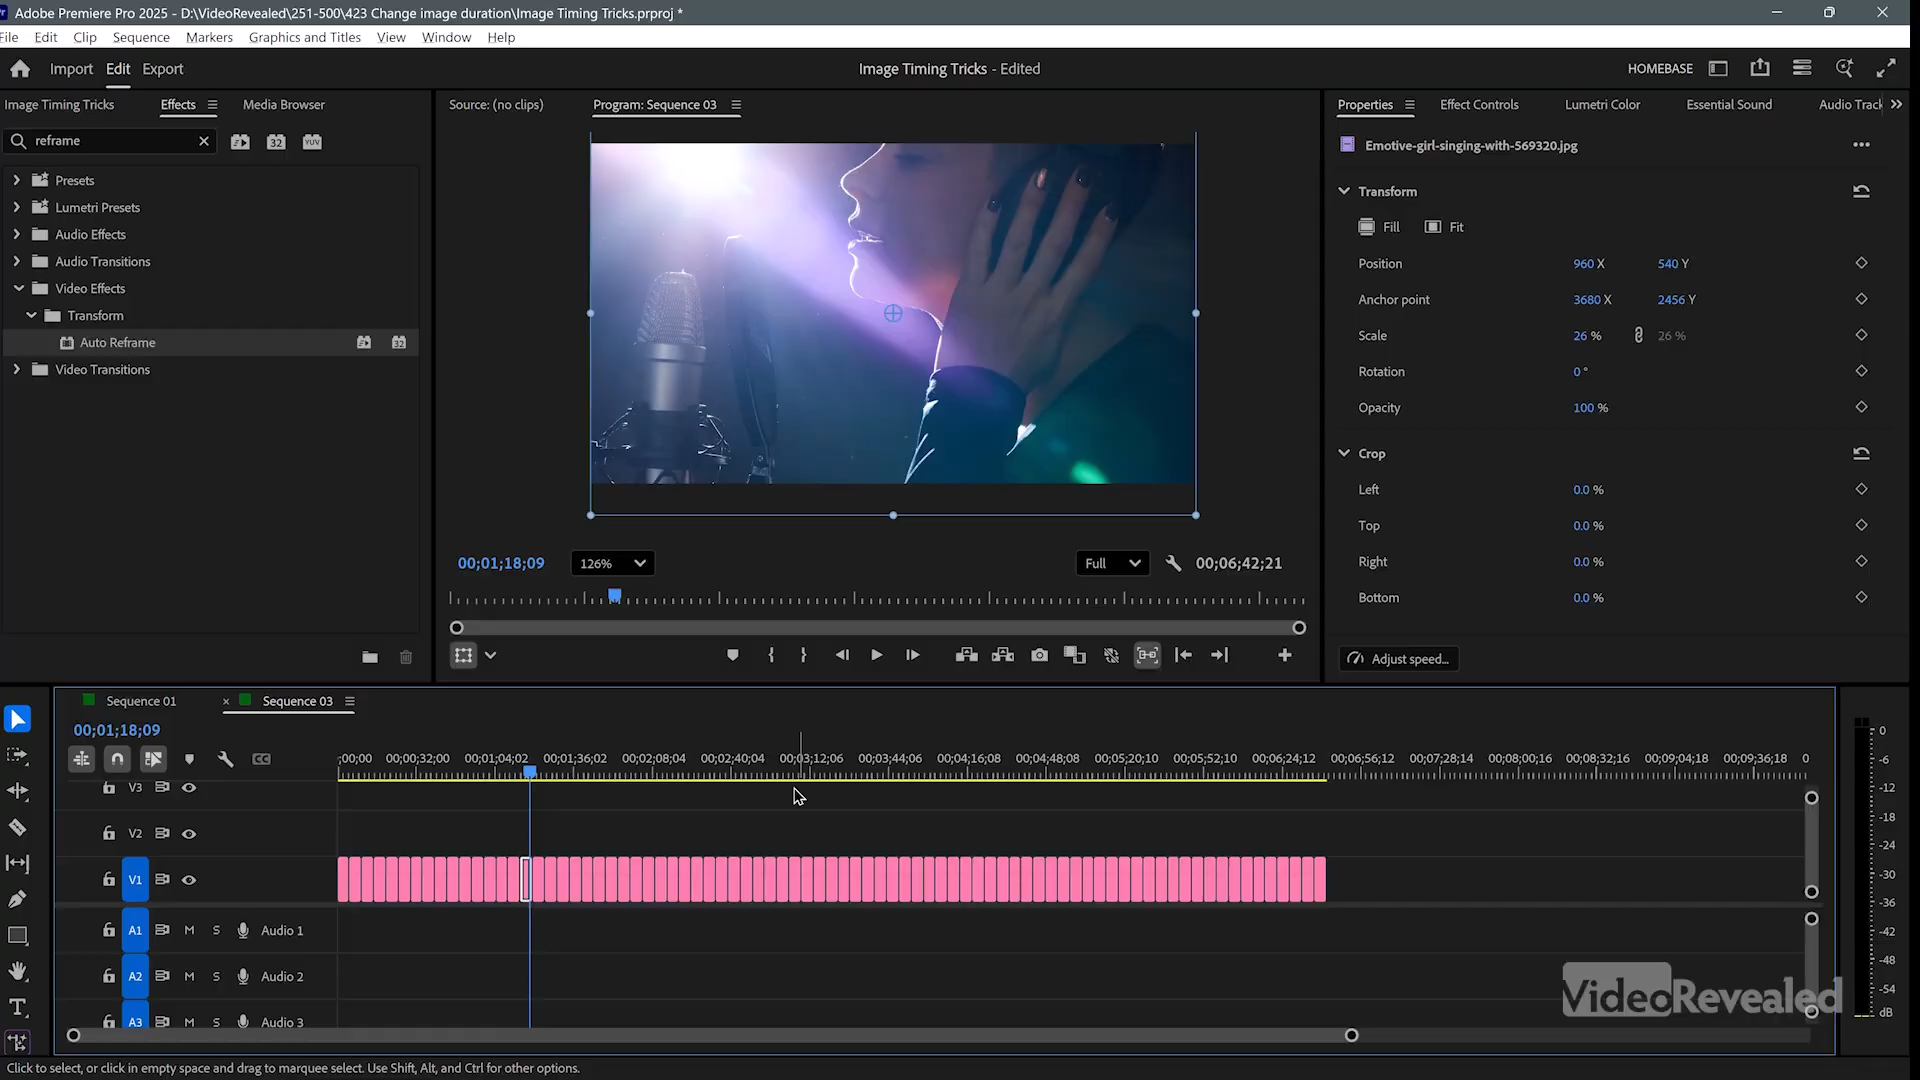 Adobe Premiere Pro 2025 - D:\VideoRevealed\251-500\423 Change image duration\Image Timing Tricks.prproj *
File Edit Clip Sequence Markers Graphics and Titles View Window Help
Import Edit Export
Image Timing Tricks - Edited
HOMEBASE
Image Timing Tricks Effects Media Browser
Source: (no clips) Program: Sequence 03
Properties Effect Controls Lumetri Color Essential Sound Audio Track
reframe
32
YUV
Presets
Lumetri Presets
Audio Effects
Audio Transitions
Video Effects
Transform
Auto Reframe
32
Video Transitions
Emotive-girl-singing-with-569320.jpg
Transform
Fill Fit
Position 960 X 540 Y
Anchor point 3680 X 2456 Y
Scale 26 % 26 %
Rotation 0 °
Opacity 100 %
Crop
Left 0.0 %
Top 0.0 %
Right 0.0 %
Bottom 0.0 %
Adjust speed...
00;01;18;09 126% Full 00;06;42;21
Sequence 01 × Sequence 03
00;01;18;09
CC
;00;00 00;00;32;00 00;01;04;02 00;01;36;02 00;02;08;04 00;02;40;04 00;03;12;06 00;03;44;06 00;04;16;08 00;04;48;08 00;05;20;10 00;05;52;10 00;06;24;12 00;06;56;12 00;07;28;14 00;08;00;16 00;08;32;16 00;09;04;18 00;09;36;18 0
V3
V2
V1
A1 M S Audio 1
A2 M S Audio 2
A3 M S Audio 3
0
-6
-12
-18
-24
-30
-36
-42
-48
-54
dB
VideoRevealed
Click to select, or click in empty space and drag to marquee select. Use Shift, Alt, and Ctrl for other options.